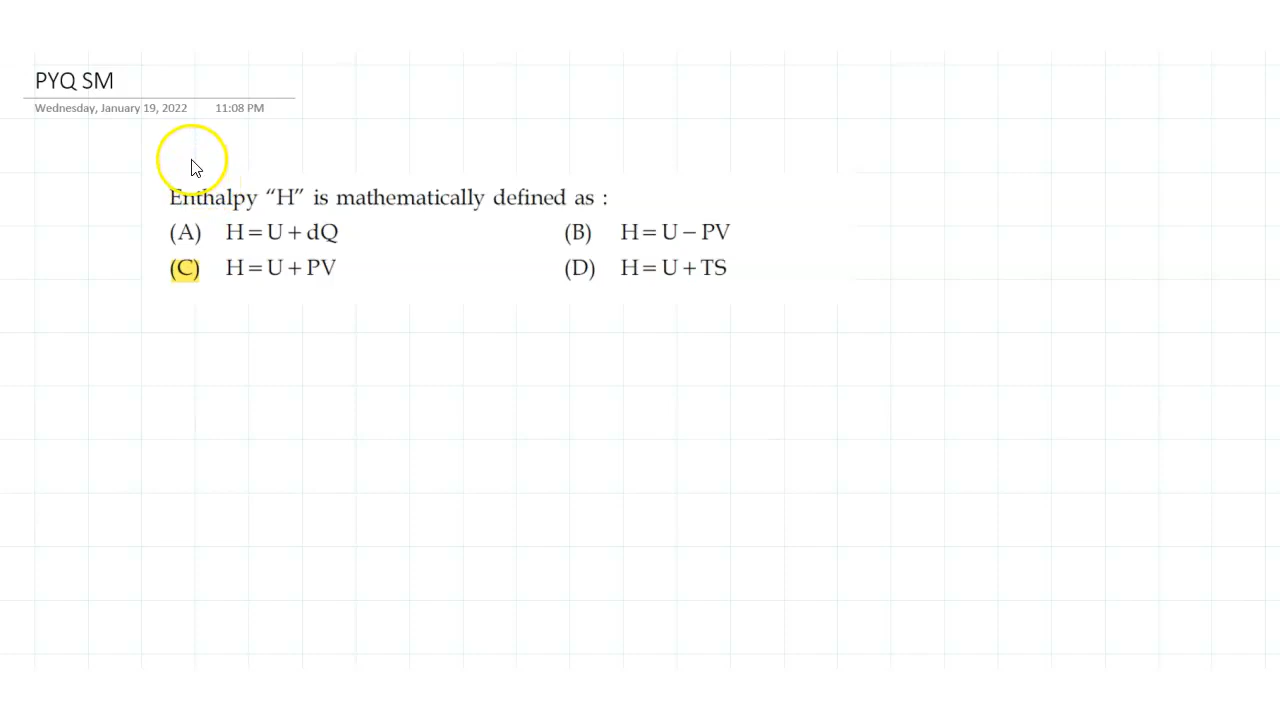 PYQ SM
Wednesday, January 19, 2022 11:08 PM
Enthalpy “H” is mathematically defined as :
(A) H = U + dQ (B) H = U − PV
(C) H = U + PV (D) H = U + TS